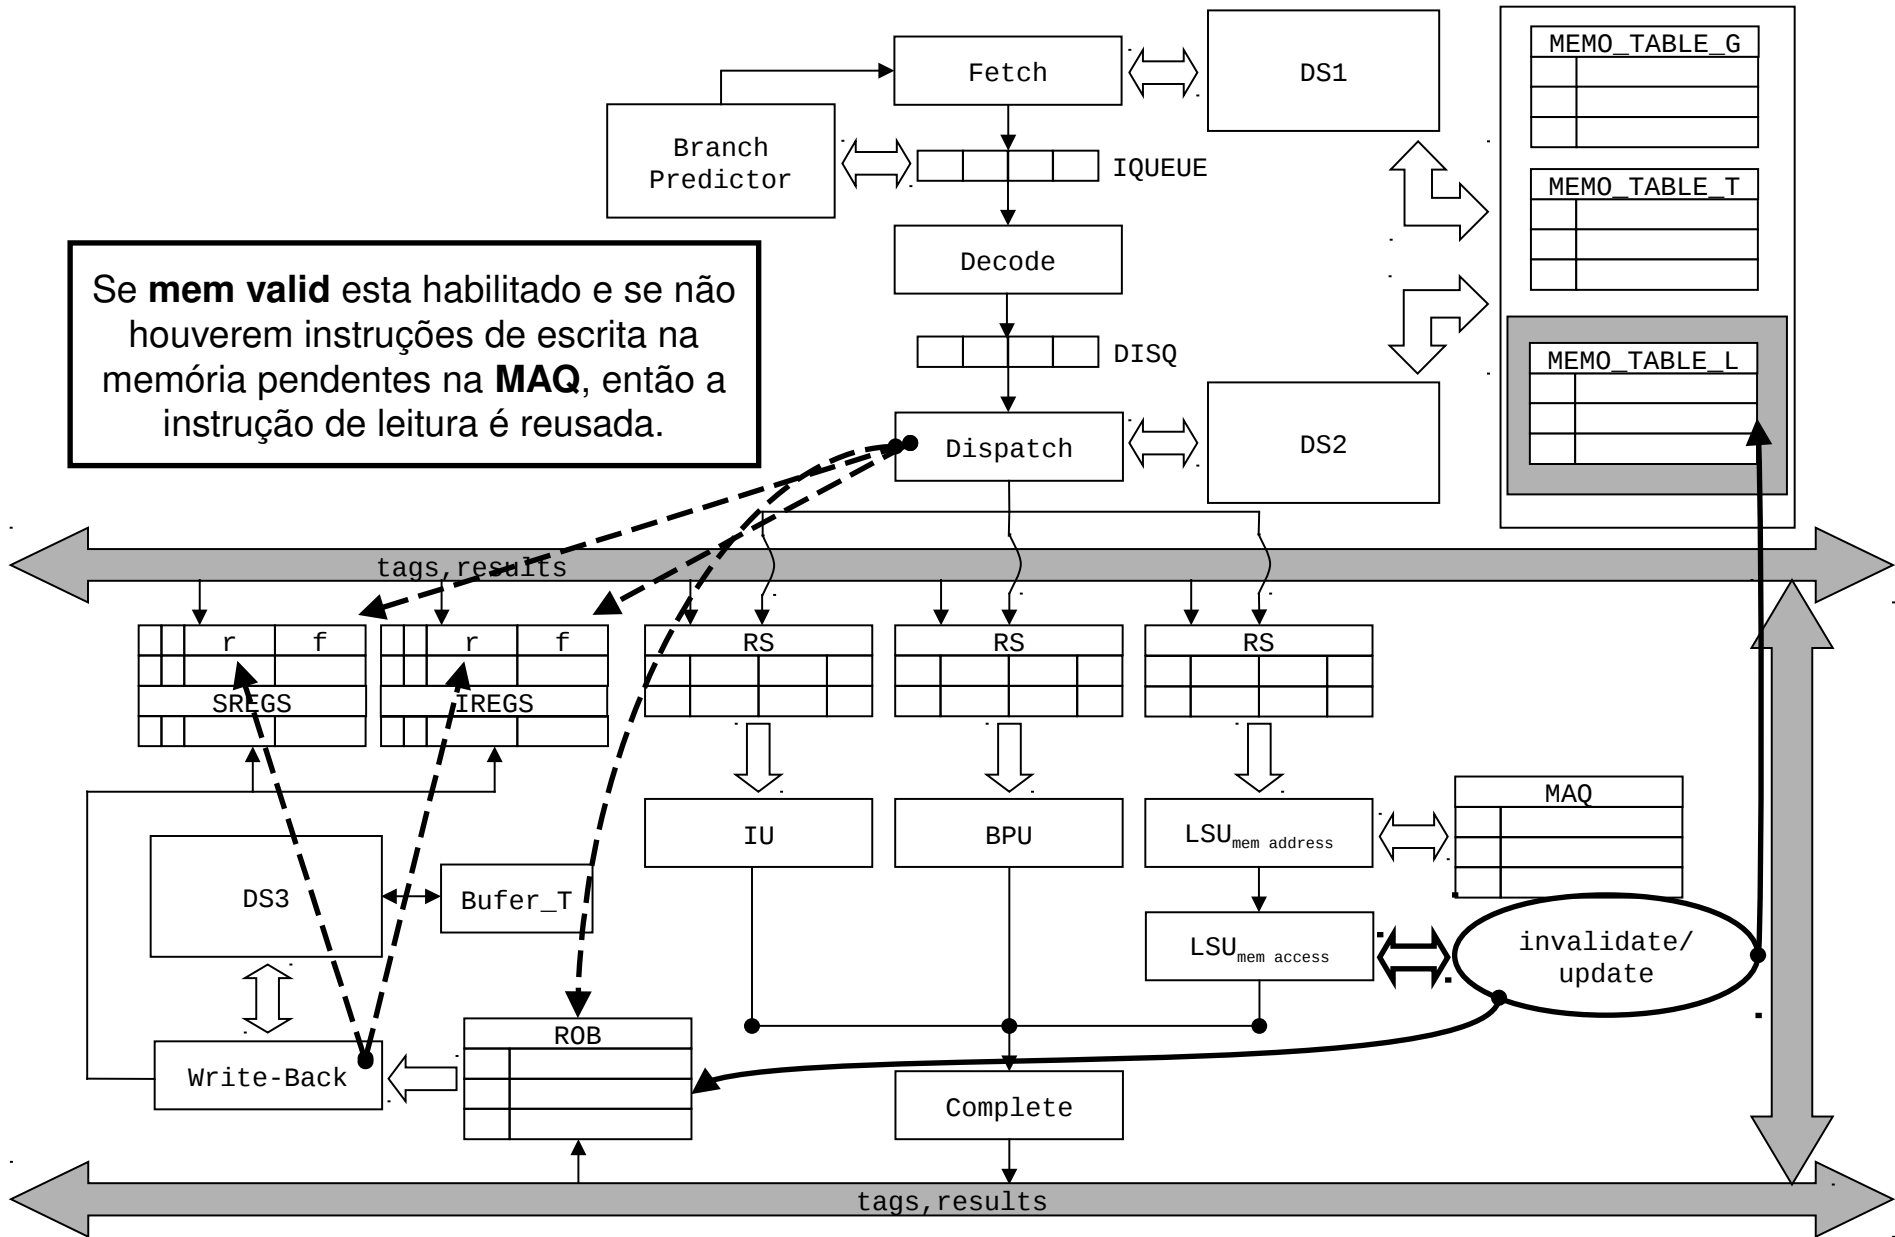 MEMO_TABLE_G
Fetch
DS1
Branch
Predictor
IQUEUE
MEMO_TABLE_T
Decode
Se mem valid esta habilitado e se não
houverem instruções de escrita na
memória pendentes na MAQ, então a
instrução de leitura é reusada.
DISQ
MEMO_TABLE_L
Dispatch
DS2
tags,results
r f
r f
RS
RS
RS
SREGS
IREGS
MAQ
IU
BPU
LSUmem address
DS3
Bufer_T
LSUmem access
invalidate/
update
ROB
Write-Back
Complete
tags,results